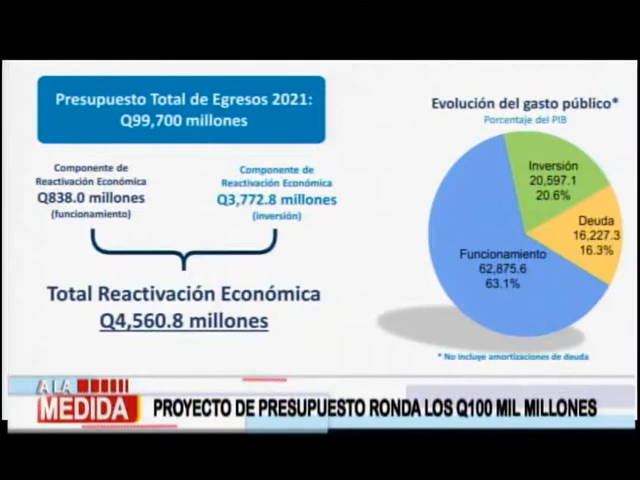 Presupuesto Total de Egresos 2021:
Q99,700 millones
Componente de
Reactivación Económica
Q838.0 millones
(funcionamiento)
Componente de
Reactivación Económica
Q3,772.8 millones
(inversión)
Total Reactivación Económica
Q4,560.8 millones
Evolución del gasto público*
Porcentaje del PIB
Inversión
20,597.1
20.6%
Deuda
16,227.3
16.3%
Funcionamiento
62,875.6
63.1%
* No incluye amortizaciones de deuda
A LA
MEDIDA
PROYECTO DE PRESUPUESTO RONDA LOS Q100 MIL MILLONES